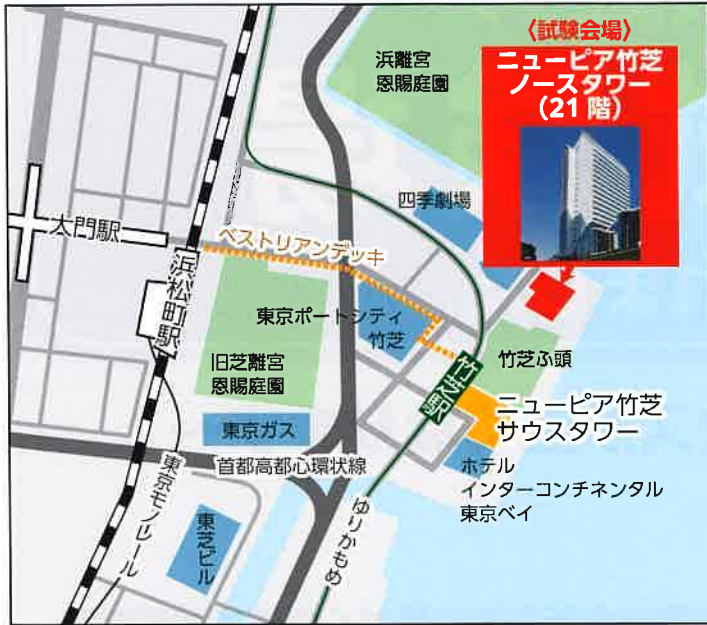 〈試験会場〉
ニューピア竹芝
ノースタワー
(21階)
浜離宮
恩賜庭園
四季劇場
大門駅
ペストリアンデッキ
浜松町駅
東京ポートシティ
竹芝
旧芝離宮
恩賜庭園
竹芝駅
竹芝ふ頭
ニューピア竹芝
サウスタワー
東京ガス
首都高都心環状線
ホテル
インターコンチネンタル
東京ベイ
東京モノレール
東芝ビル
ゆりかもめ